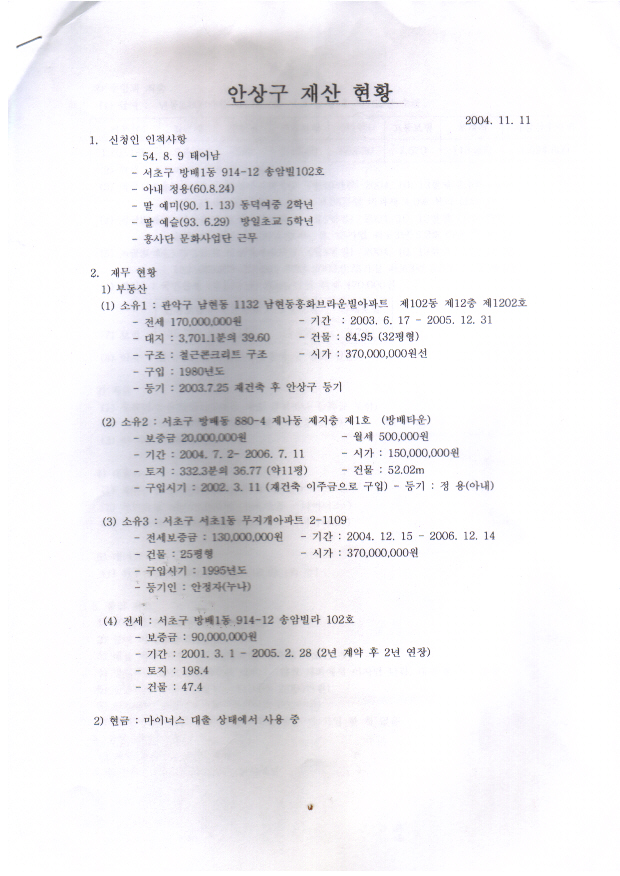 안상구 재산 현황
2004. 11. 11
1. 신청인 인적사항
- 54. 8. 9 태어남
- 서초구 방배1동 914-12 송암빌102호
- 아내 정용(60.8.24)
- 딸 예미(90. 1. 13) 동덕여중 2학년
- 딸 예슬(93. 6.29) 방일초교 5학년
- 흥사단 문화사업단 근무
2. 재무 현황
1) 부동산
(1) 소유1 : 관악구 남현동 1132 남현동흥화브라운빌아파트 제102동 제12층 제1202호
- 전세 170,000,000원 - 기간 : 2003. 6. 17 - 2005. 12. 31
- 대지 : 3,701.1분의 39.60 - 건물 : 84.95 (32평형)
- 구조 : 철근콘크리트 구조 - 시가 : 370,000,000원선
- 구입 : 1980년도
- 등기 : 2003.7.25 재건축 후 안상구 등기
(2) 소유2 : 서초구 방배동 880-4 제나동 제지층 제1호 (방배타운)
- 보증금 20,000,000원 - 월세 500,000원
- 기간 : 2004. 7. 2- 2006. 7. 11 - 시가 : 150,000,000원
- 토지 : 332.3분의 36.77 (약11평) - 건물 : 52.02m
- 구입시기 : 2002. 3. 11 (재건축 이주금으로 구입) - 등기 : 정 용(아내)
(3) 소유3 : 서초구 서초1동 무지개아파트 2-1109
- 전세보증금 : 130,000,000원 - 기간 : 2004. 12. 15 - 2006. 12. 14
- 건물 : 25평형 - 시가 : 370,000,000원
- 구입시기 : 1995년도
- 등기인 : 안정자(누나)
(4) 전세 : 서초구 방배1동 914-12 송암빌라 102호
- 보증금 : 90,000,000원
- 기간 : 2001. 3. 1 - 2005. 2. 28 (2년 계약 후 2년 연장)
- 토지 : 198.4
- 건물 : 47.4
2) 현금 : 마이너스 대출 상태에서 사용 중